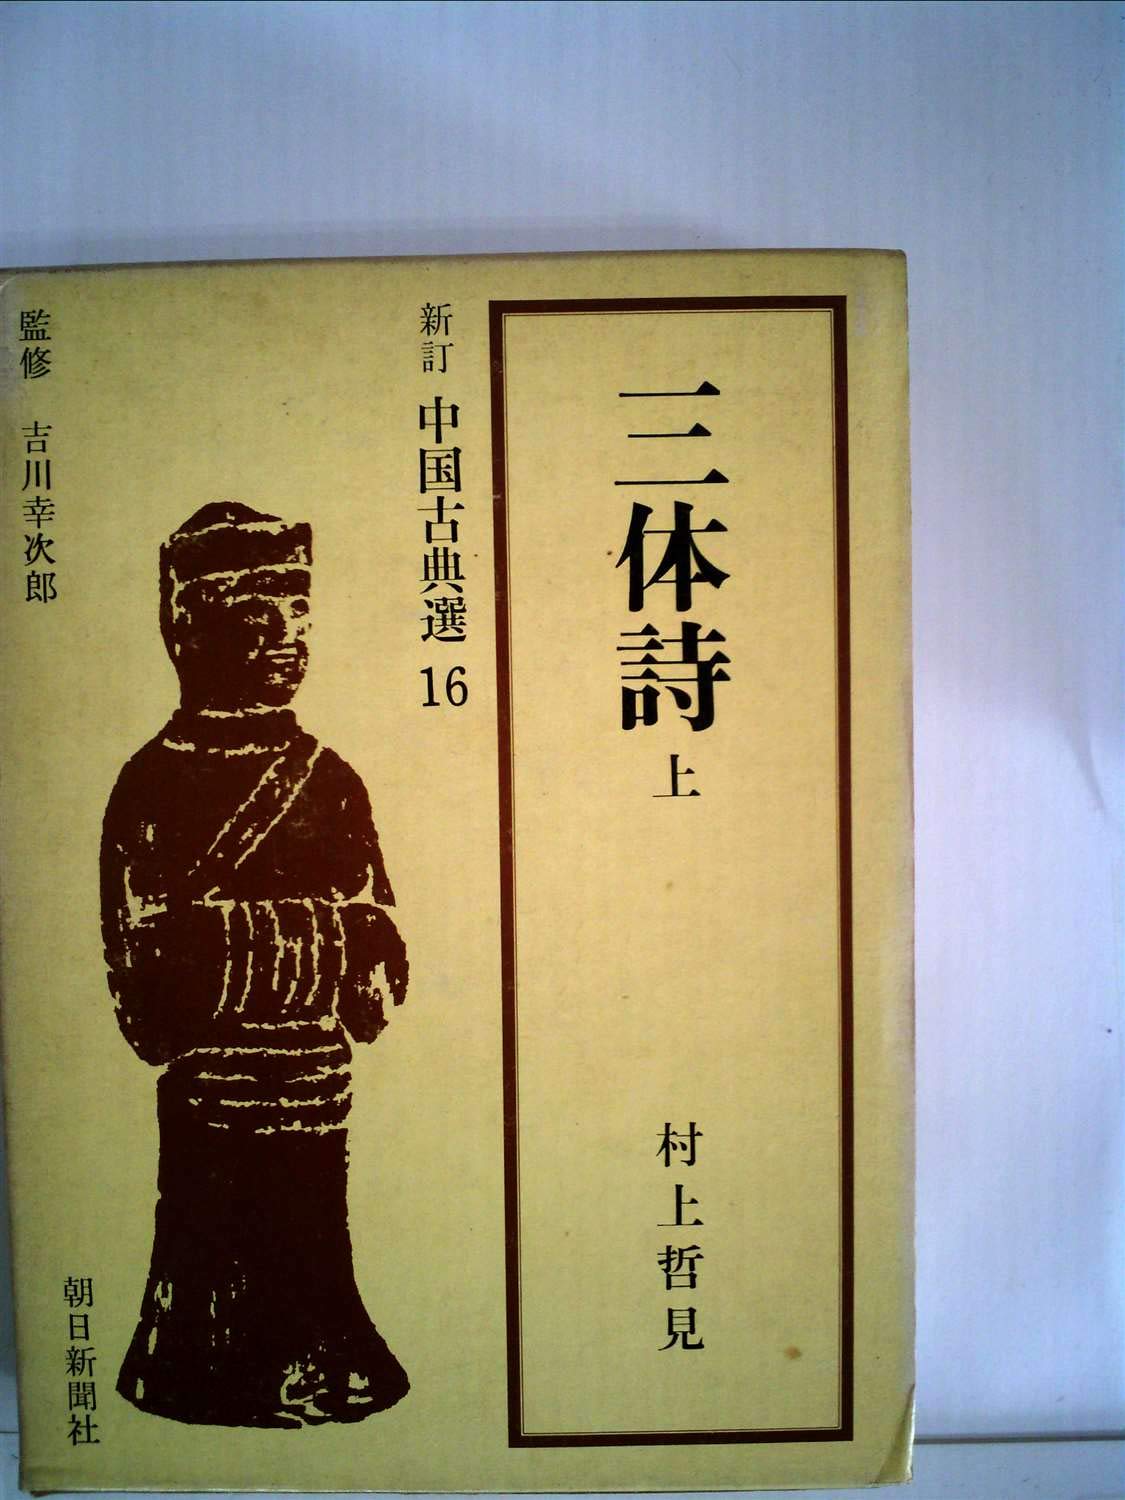 三体詩 上
村上哲見
新訂 中国古典選 16
監修 吉川幸次郎
朝日新聞社